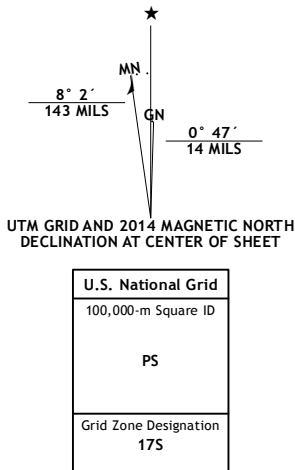 ★
MN
GN
8° 2´
143 MILS
0° 47´
14 MILS
UTM GRID AND 2014 MAGNETIC NORTH
DECLINATION AT CENTER OF SHEET
U.S. National Grid
100,000-m Square ID
PS
Grid Zone Designation
17S